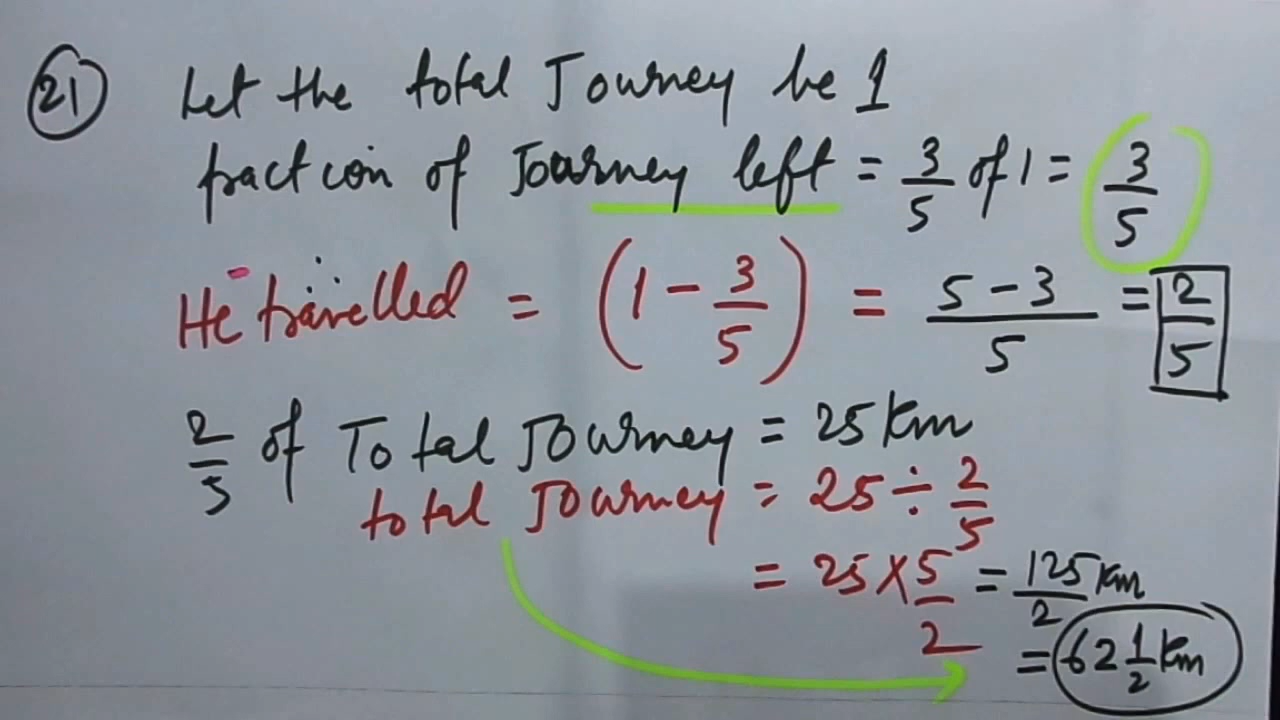 21 Let the total Journey be 1
fraction of Journey left = 3/5 of 1 = 3/5
He travelled = (1 - 3/5) = 5-3/5 = 2/5
2/5 of Total Journey = 25 Km
total Journey = 25 ÷ 2/5
= 25 × 5/2 = 125/2 Km
= 62 1/2 Km